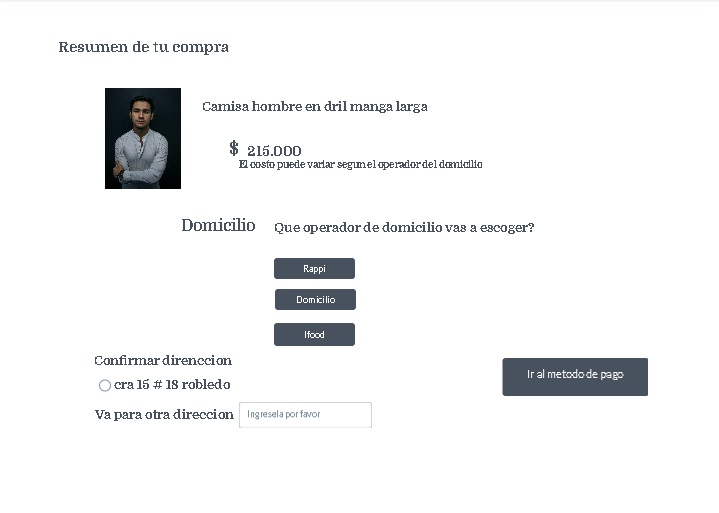 Resumen de tu compra
Camisa hombre en dril manga larga
$ 215.000
El costo puede variar segun el operador del domicilio
Domicilio Que operador de domicilio vas a escoger?
Rappi
Domicilio
Ifood
Confirmar direnccion
cra 15 # 18 robledo
Ir al metodo de pago
Va para otra direccion Ingresela por favor